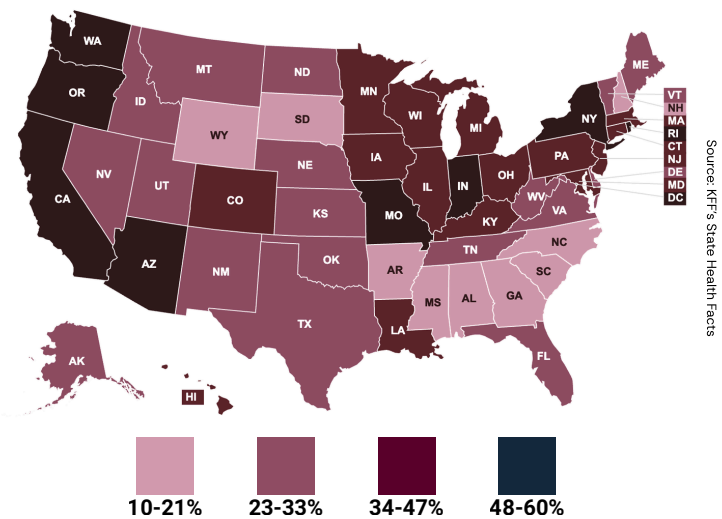 WA
OR
CA
NV
ID
MT
WY
UT
AZ
CO
NM
ND
SD
NE
KS
OK
TX
MN
IA
MO
AR
LA
WI
IL
MI
IN
OH
KY
TN
MS
AL
GA
FL
SC
NC
VA
WV
PA
NY
ME
VT
NH
MA
RI
CT
NJ
DE
MD
DC
AK
HI
Source: KFF's State Health Facts
10-21%
23-33%
34-47%
48-60%